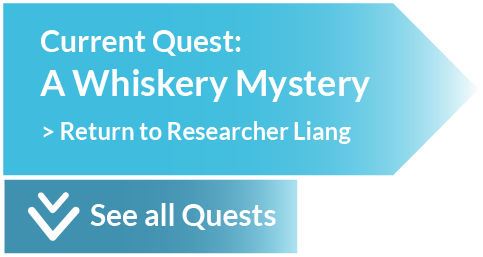 Current Quest:
A Whiskery Mystery
> Return to Researcher Liang
See all Quests